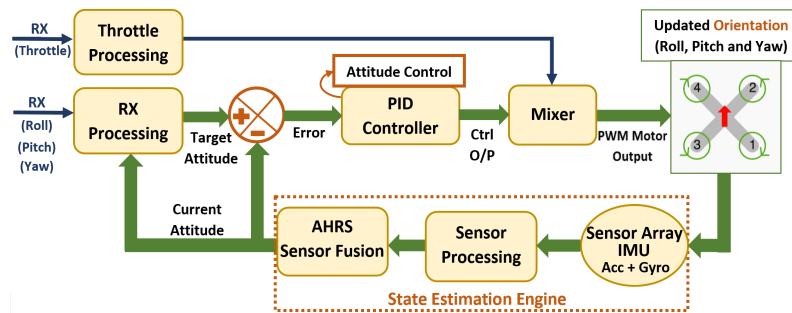 RX
(Throttle)
Throttle
Processing
Updated Orientation
(Roll, Pitch and Yaw)
Attitude Control
RX
(Roll)
(Pitch)
(Yaw)
RX
Processing
Target
Attitude
+
-
Error
PID
Controller
Ctrl
O/P
Mixer
PWM Motor
Output
4
2
3
1
Current
Attitude
AHRS
Sensor Fusion
Sensor
Processing
Sensor Array
IMU
Acc + Gyro
State Estimation Engine